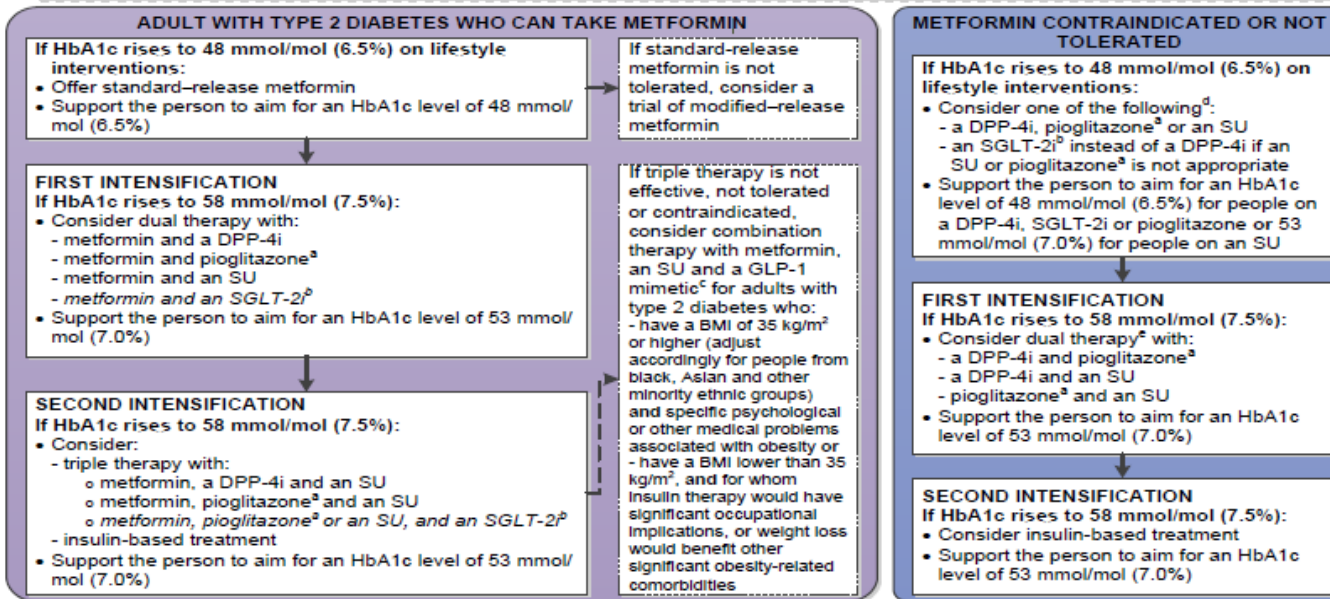 ADULT WITH TYPE 2 DIABETES WHO CAN TAKE METFORMIN
If HbA1c rises to 48 mmol/mol (6.5%) on lifestyle
interventions:
• Offer standard–release metformin
• Support the person to aim for an HbA1c level of 48 mmol/
mol (6.5%)
If standard-release
metformin is not
tolerated, consider a
trial of modified–release
metformin
FIRST INTENSIFICATION
If HbA1c rises to 58 mmol/mol (7.5%):
• Consider dual therapy with:
- metformin and a DPP-4i
- metformin and pioglitazoneᵃ
- metformin and an SU
- metformin and an SGLT-2iᵇ
• Support the person to aim for an HbA1c level of 53 mmol/
mol (7.0%)
SECOND INTENSIFICATION
If HbA1c rises to 58 mmol/mol (7.5%):
• Consider:
- triple therapy with:
o metformin, a DPP-4i and an SU
o metformin, pioglitazoneᵃ and an SU
o metformin, pioglitazoneᵃ or an SU, and an SGLT-2iᵇ
- insulin-based treatment
• Support the person to aim for an HbA1c level of 53 mmol/
mol (7.0%)
If triple therapy is not
effective, not tolerated
or contraindicated,
consider combination
therapy with metformin,
an SU and a GLP-1
mimeticᶜ for adults with
type 2 diabetes who:
- have a BMI of 35 kg/m²
or higher (adjust
accordingly for people from
black, Asian and other
minority ethnic groups)
and specific psychological
or other medical problems
associated with obesity or
- have a BMI lower than 35
kg/m², and for whom
insulin therapy would have
significant occupational
implications, or weight loss
would benefit other
significant obesity-related
comorbidities
METFORMIN CONTRAINDICATED OR NOT
TOLERATED
If HbA1c rises to 48 mmol/mol (6.5%) on
lifestyle interventions:
• Consider one of the followingᵈ:
- a DPP-4i, pioglitazoneᵃ or an SU
- an SGLT-2iᵇ instead of a DPP-4i if an
SU or pioglitazoneᵃ is not appropriate
• Support the person to aim for an HbA1c
level of 48 mmol/mol (6.5%) for people on
a DPP-4i, SGLT-2i or pioglitazone or 53
mmol/mol (7.0%) for people on an SU
FIRST INTENSIFICATION
If HbA1c rises to 58 mmol/mol (7.5%):
• Consider dual therapyᵉ with:
- a DPP-4i and pioglitazoneᵃ
- a DPP-4i and an SU
- pioglitazoneᵃ and an SU
• Support the person to aim for an HbA1c
level of 53 mmol/mol (7.0%)
SECOND INTENSIFICATION
If HbA1c rises to 58 mmol/mol (7.5%):
• Consider insulin-based treatment
• Support the person to aim for an HbA1c
level of 53 mmol/mol (7.0%)